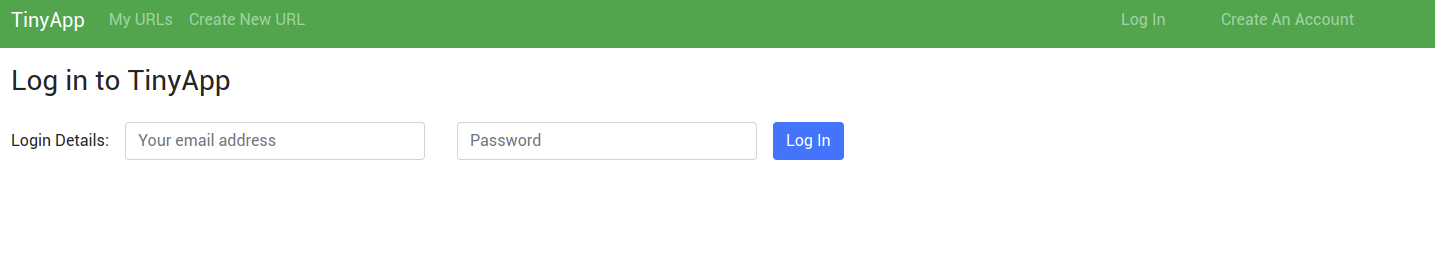 TinyApp My URLs Create New URL Log In Create An Account
Log in to TinyApp
Login Details: Your email address Password Log In